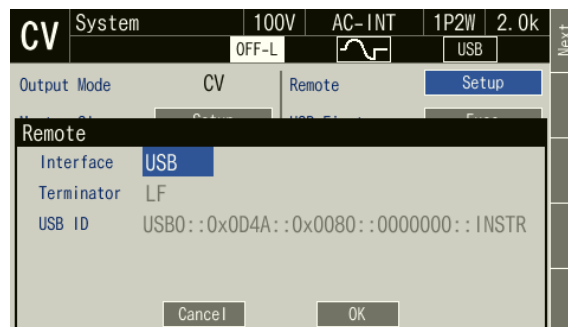 CV System 100V AC-INT 1P2W 2.0k Next
OFF-L USB
Output Mode CV Remote Setup
Remote
Interface USB
Terminator LF
USB ID USB0::0x0D4A::0x0080::0000000::INSTR
Cancel OK